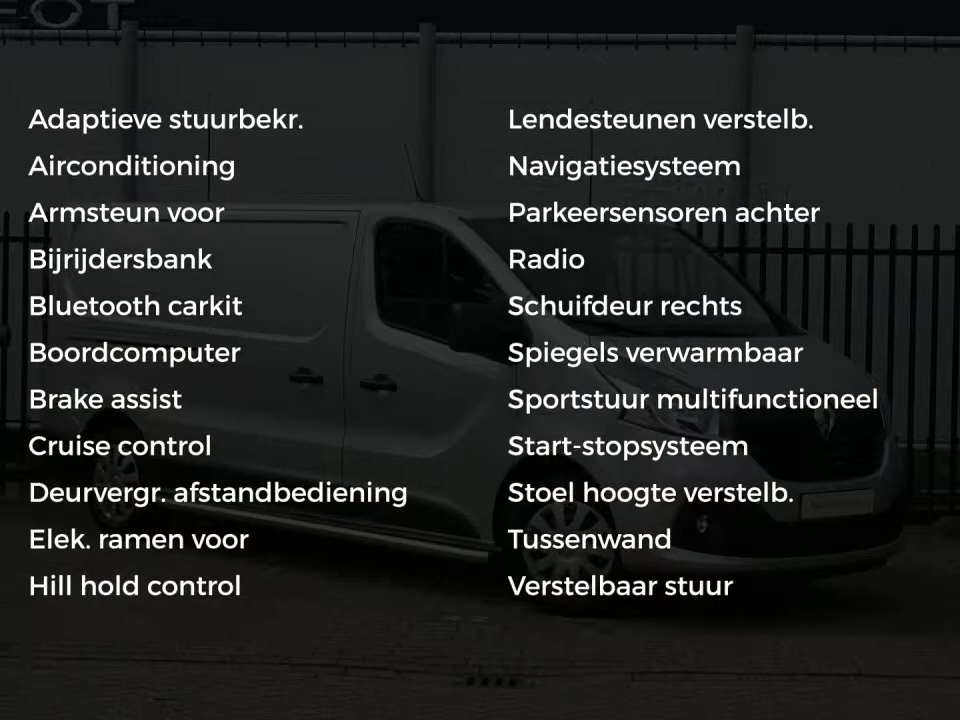 Adaptieve stuurbekr.
Airconditioning
Armsteun voor
Bijrijdersbank
Bluetooth carkit
Boordcomputer
Brake assist
Cruise control
Deurvergr. afstandbediening
Elek. ramen voor
Hill hold control
Lendesteunen verstelb.
Navigatiesysteem
Parkeersensoren achter
Radio
Schuifdeur rechts
Spiegels verwarmbaar
Sportstuur multifunctioneel
Start-stopsysteem
Stoel hoogte verstelb.
Tussenwand
Verstelbaar stuur